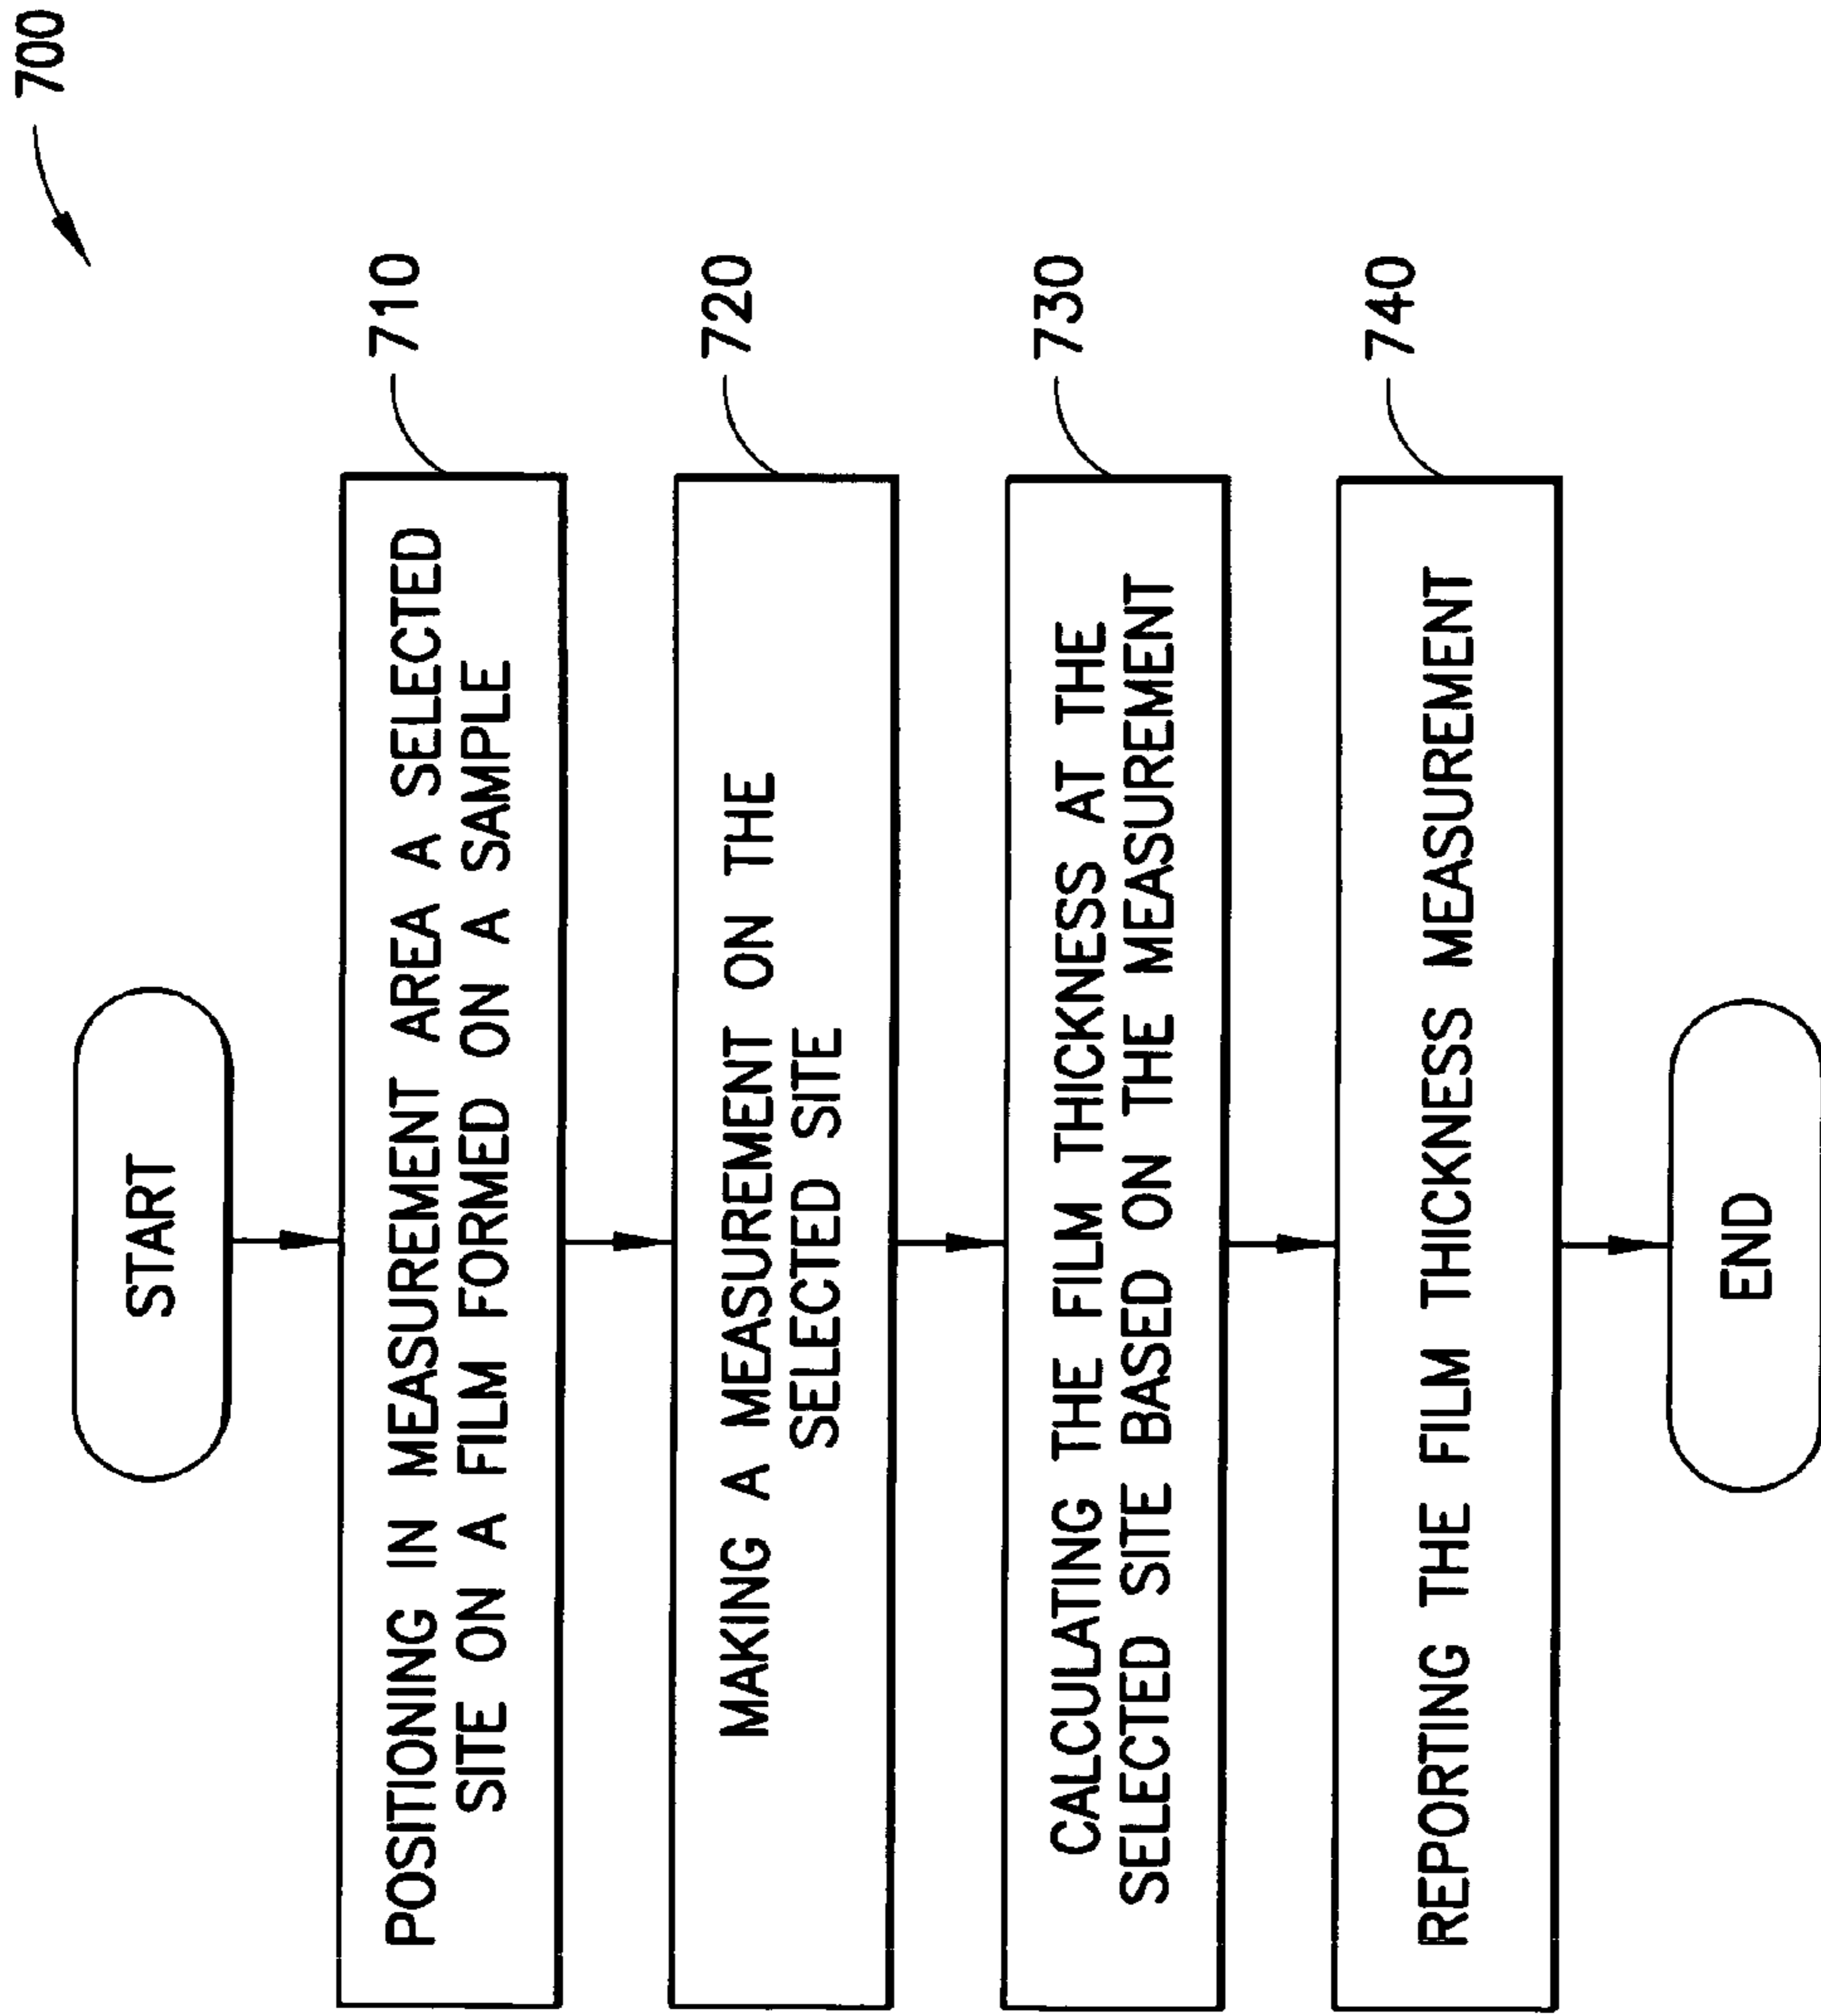 700
START
POSITIONING IN MEASUREMENT AREA A SELECTED
SITE ON A FILM FORMED ON A SAMPLE
710
MAKING A MEASUREMENT ON THE
SELECTED SITE
720
CALCULATING THE FILM THICKNESS AT THE
SELECTED SITE BASED ON THE MEASUREMENT
730
REPORTING THE FILM THICKNESS MEASUREMENT
740
END